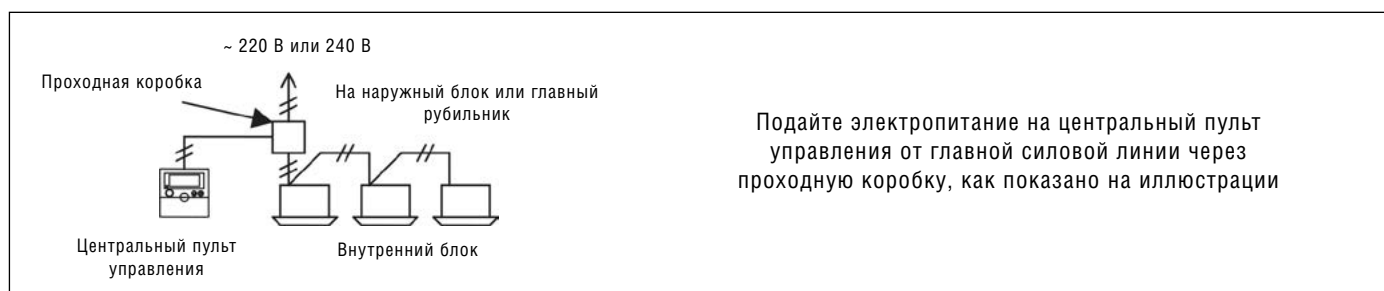 ~ 220 В или 240 В
Проходная коробка
На наружный блок или главный
рубильник
Центральный пульт
управления
Внутренний блок
Подайте электропитание на центральный пульт
управления от главной силовой линии через
проходную коробку, как показано на иллюстрации